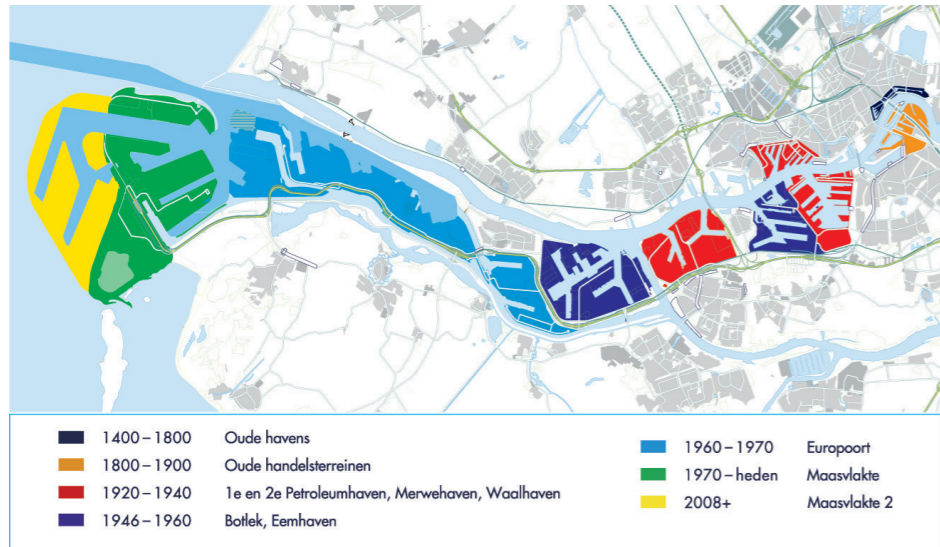 1400 – 1800 Oude havens
1800 – 1900 Oude handelsterreinen
1920 – 1940 1e en 2e Petroleumhaven, Merwehaven, Waalhaven
1946 – 1960 Botlek, Eemhaven
1960 – 1970 Europoort
1970 – heden Maasvlakte
2008+ Maasvlakte 2